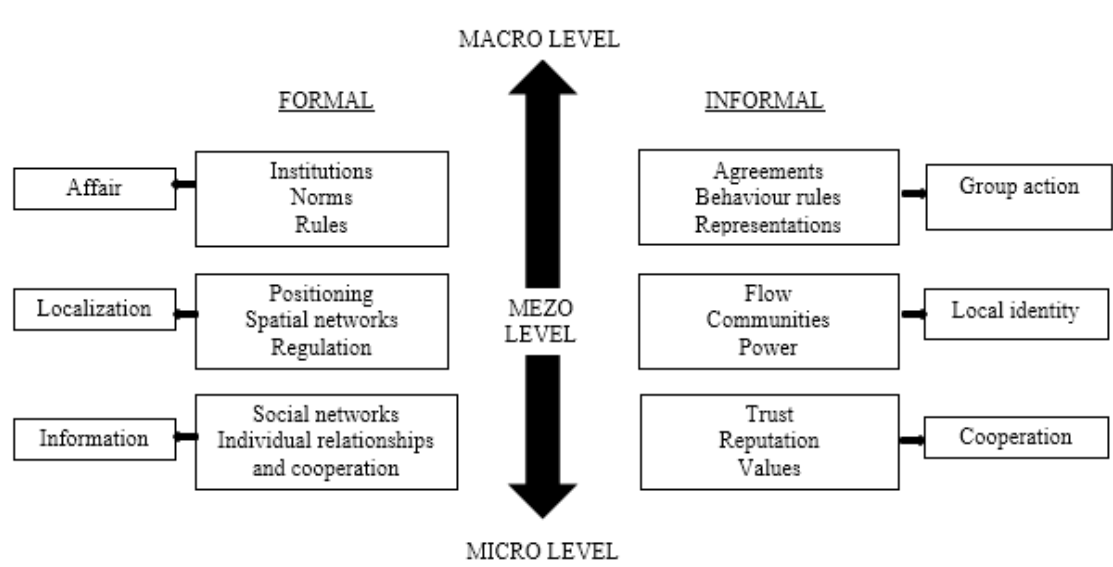 MACRO LEVEL
FORMAL
INFORMAL
Affair
Institutions
Norms
Rules
Agreements
Behaviour rules
Representations
Group action
Localization
Positioning
Spatial networks
Regulation
MEZO
LEVEL
Flow
Communities
Power
Local identity
Information
Social networks
Individual relationships
and cooperation
Trust
Reputation
Values
Cooperation
MICRO LEVEL